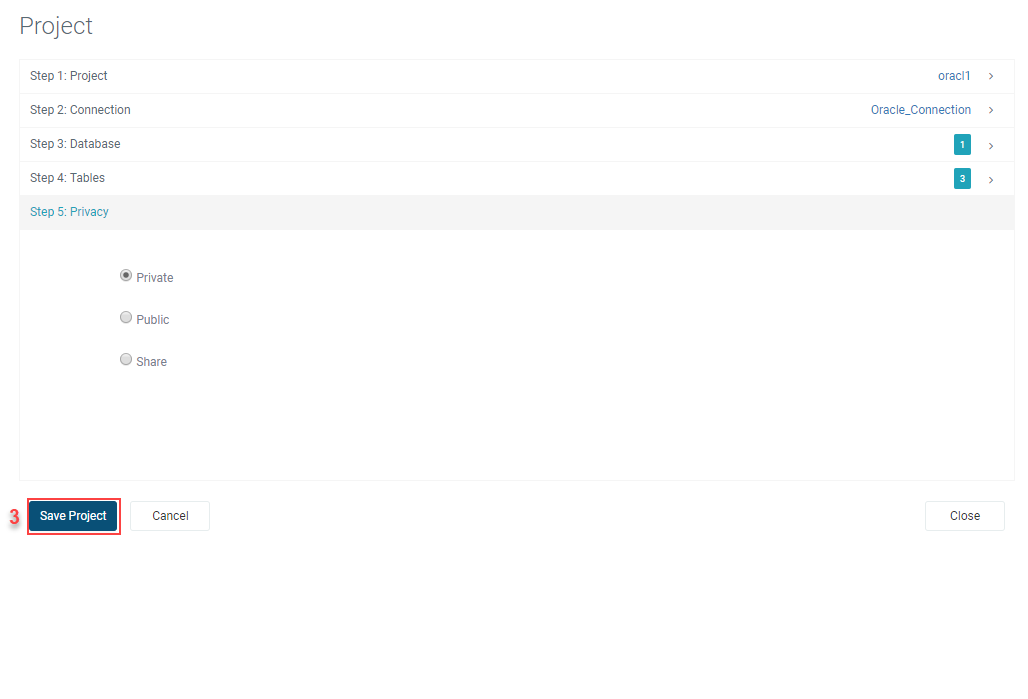 Project
Step 1: Project oracl1
Step 2: Connection Oracle_Connection
Step 3: Database 1
Step 4: Tables 3
Step 5: Privacy
Private
Public
Share
3 Save Project Cancel Close